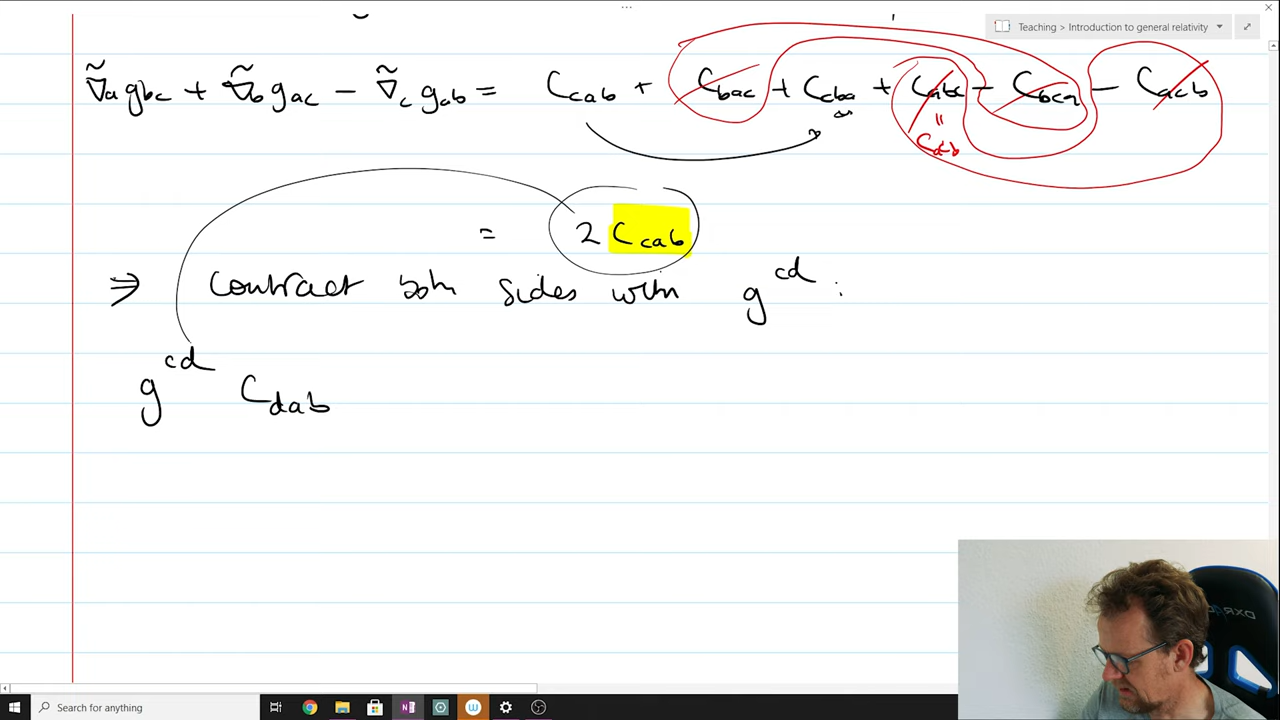 Teaching > Introduction to general relativity
∇̃a gbc + ∇̃b gac − ∇̃c gab = Ccab + Cbac + Ccba + Cabc − Cbca − Cacb
"
Cacb
= 2 Ccab
⇒ contract both sides with g^cd :
g^cd Cdab
Search for anything